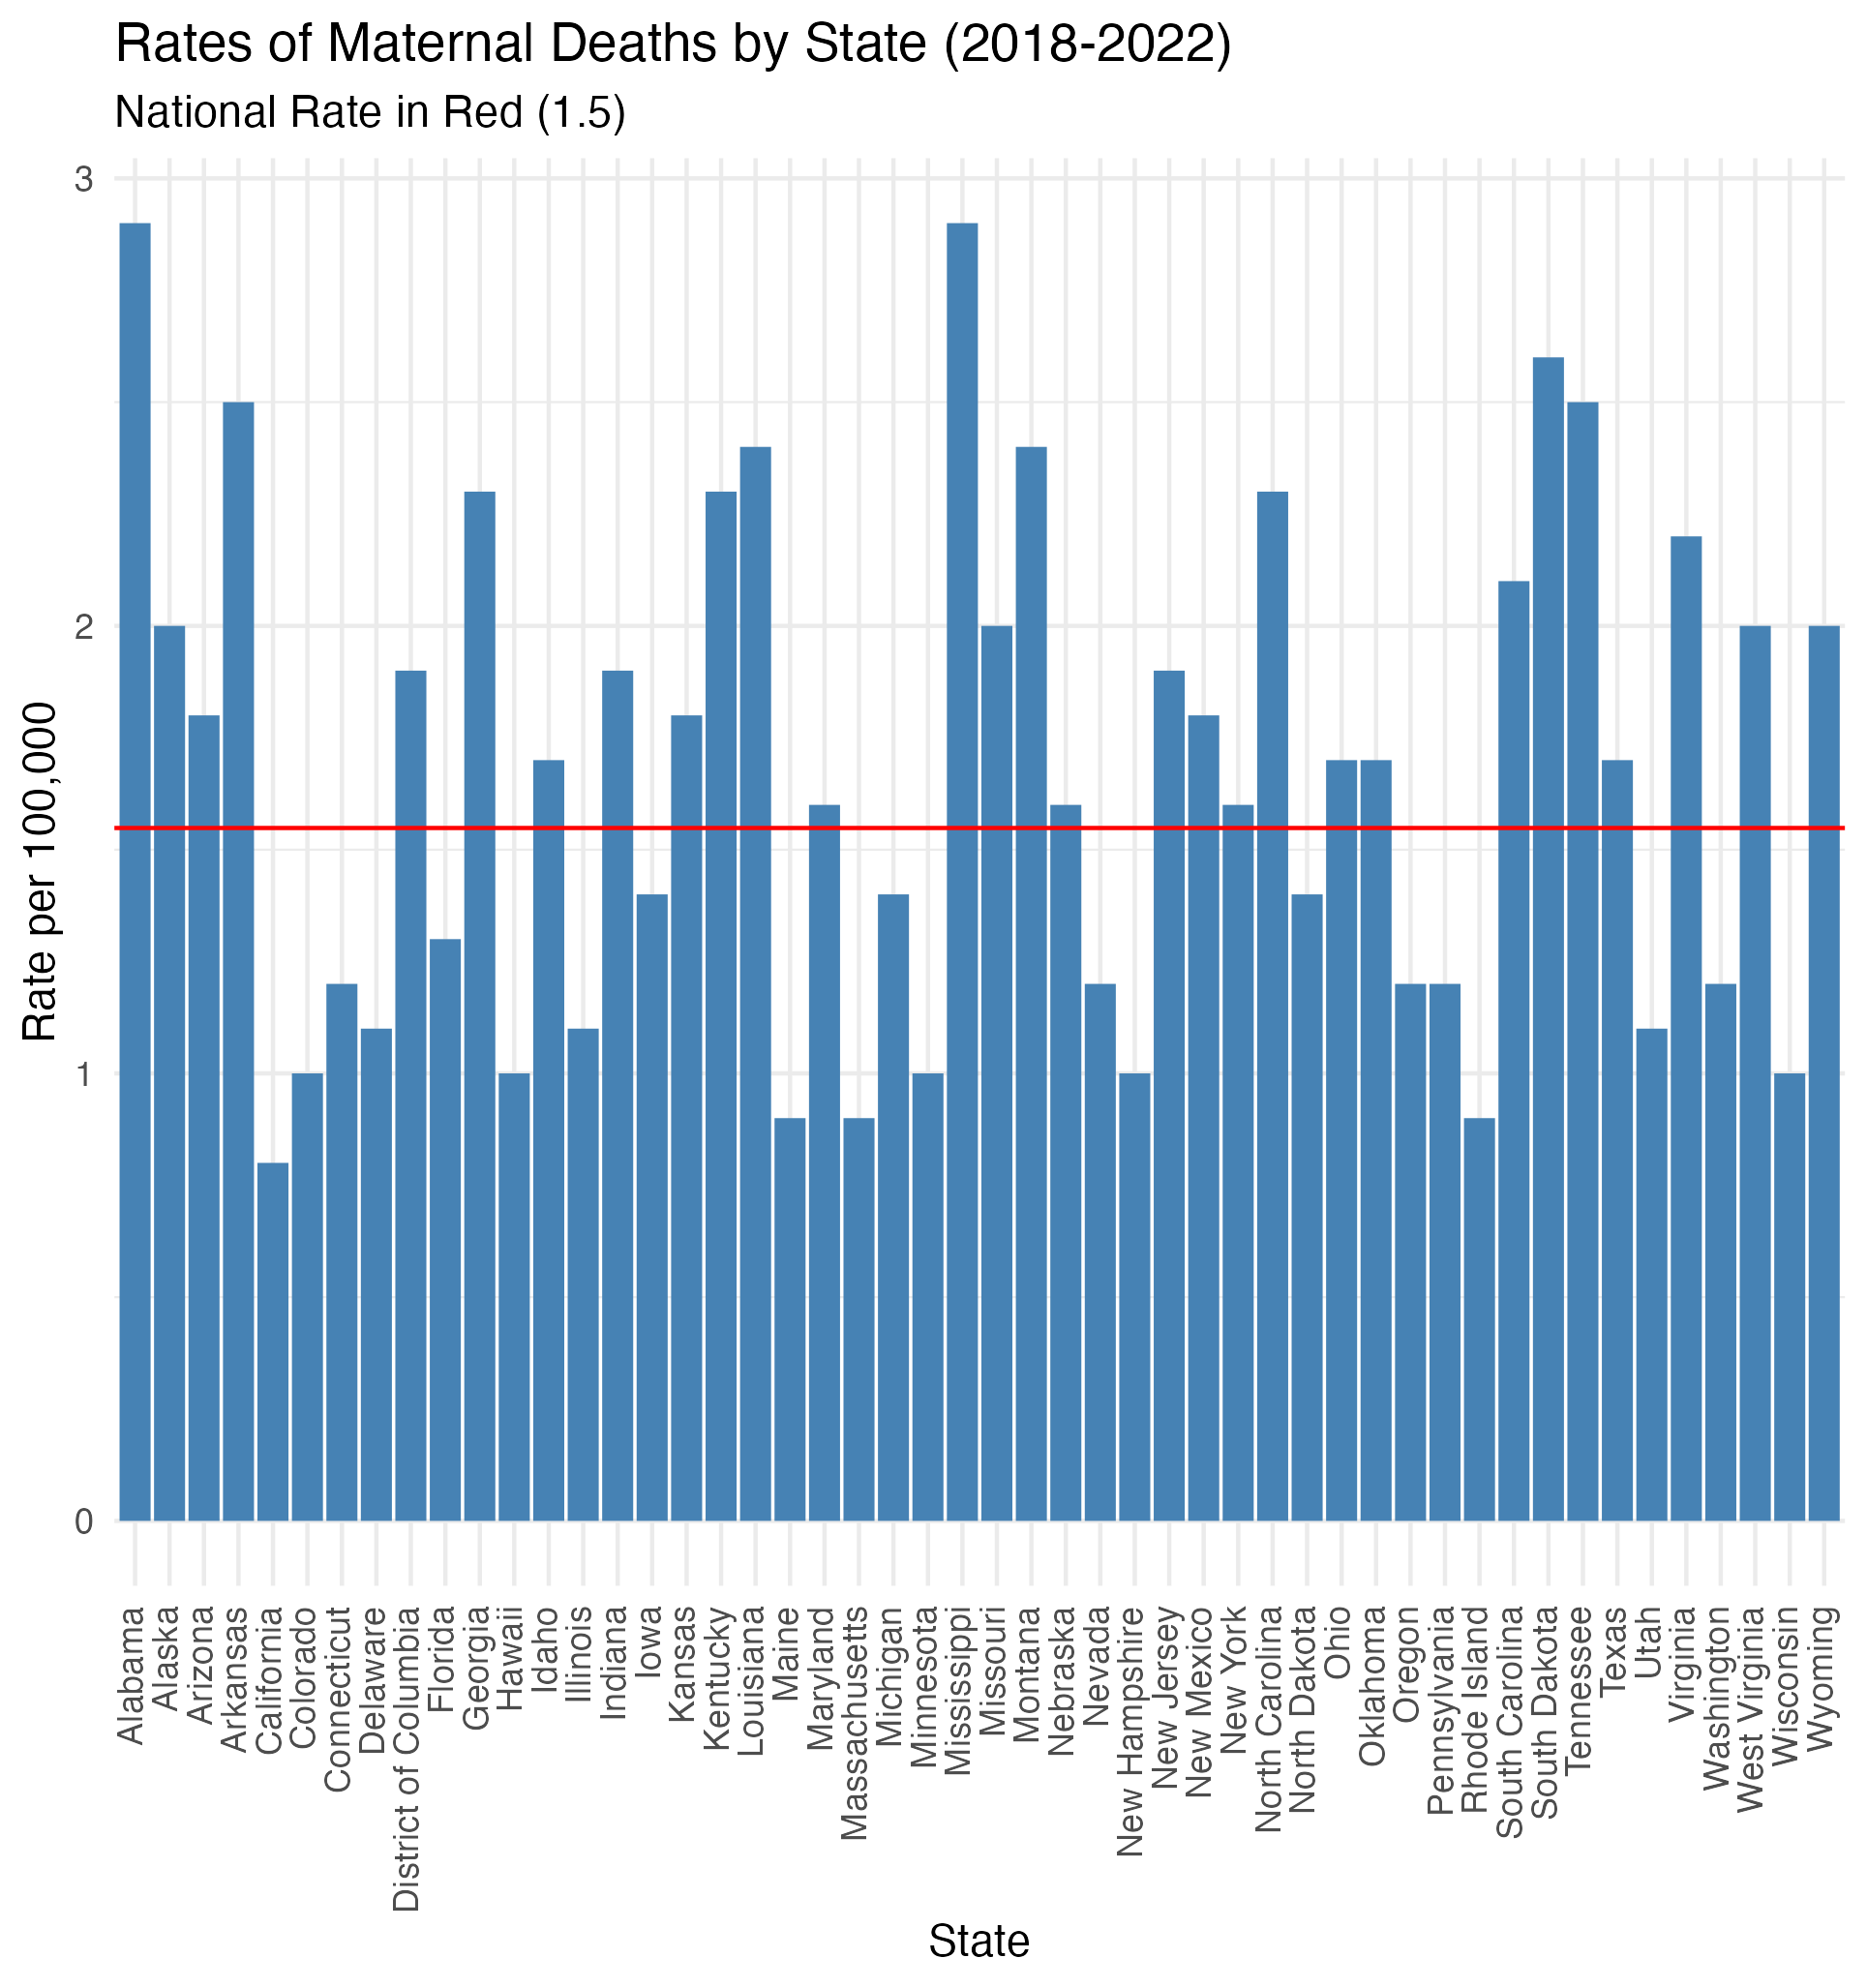 Rates of Maternal Deaths by State (2018-2022)
National Rate in Red (1.5)
3
2
1
0
Rate per 100,000
Alabama
Alaska
Arizona
Arkansas
California
Colorado
Connecticut
Delaware
District of Columbia
Florida
Georgia
Hawaii
Idaho
Illinois
Indiana
Iowa
Kansas
Kentucky
Louisiana
Maine
Maryland
Massachusetts
Michigan
Minnesota
Mississippi
Missouri
Montana
Nebraska
Nevada
New Hampshire
New Jersey
New Mexico
New York
North Carolina
North Dakota
Ohio
Oklahoma
Oregon
Pennsylvania
Rhode Island
South Carolina
South Dakota
Tennessee
Texas
Utah
Virginia
Washington
West Virginia
Wisconsin
Wyoming
State